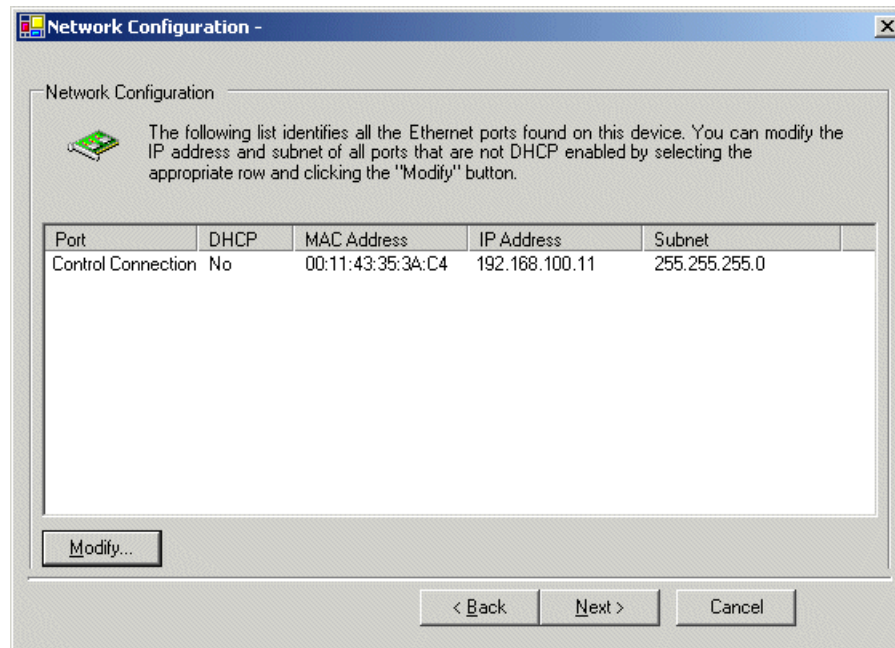 Network Configuration -
Network Configuration
The following list identifies all the Ethernet ports found on this device. You can modify the
IP address and subnet of all ports that are not DHCP enabled by selecting the
appropriate row and clicking the "Modify" button.
Port DHCP MAC Address IP Address Subnet
Control Connection No 00:11:43:35:3A:C4 192.168.100.11 255.255.255.0
Modify...
< Back Next > Cancel